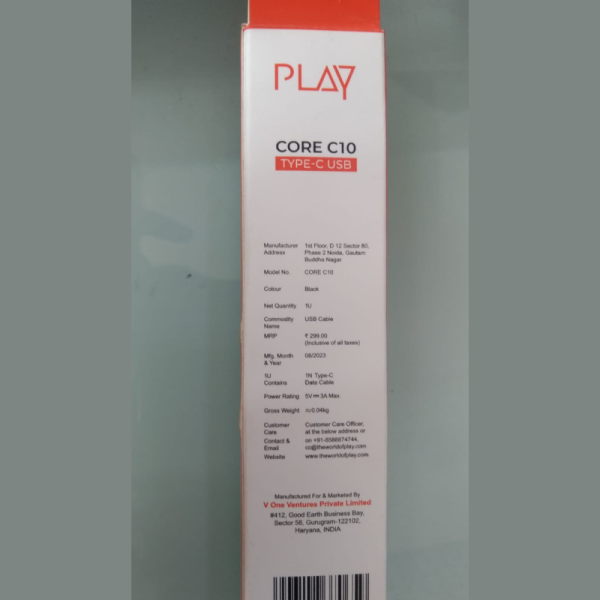 PLAY
CORE C10
TYPE-C USB
Manufacturer Address 1st Floor, D 12 Sector 80,
Phase 2 Noida, Gautam
Buddha Nagar
Model No. CORE C10
Colour Black
Net Quantity 1U
Commodity Name USB Cable
MRP ₹ 299.00
(Inclusive of all taxes)
Mfg. Month & Year 08/2023
1U Contains 1N Type-C
Data Cable
Power Rating 5V⎓3A Max
Gross Weight ≈0.04kg
Customer Care Customer Care Officer,
at the below address or
Contact & on +91-8588874744,
Email cc@theworldofplay.com
Website www.theworldofplay.com
Manufactured For & Marketed By
V One Ventures Private Limited
#412, Good Earth Business Bay,
Sector 58, Gurugram-122102,
Haryana, INDIA